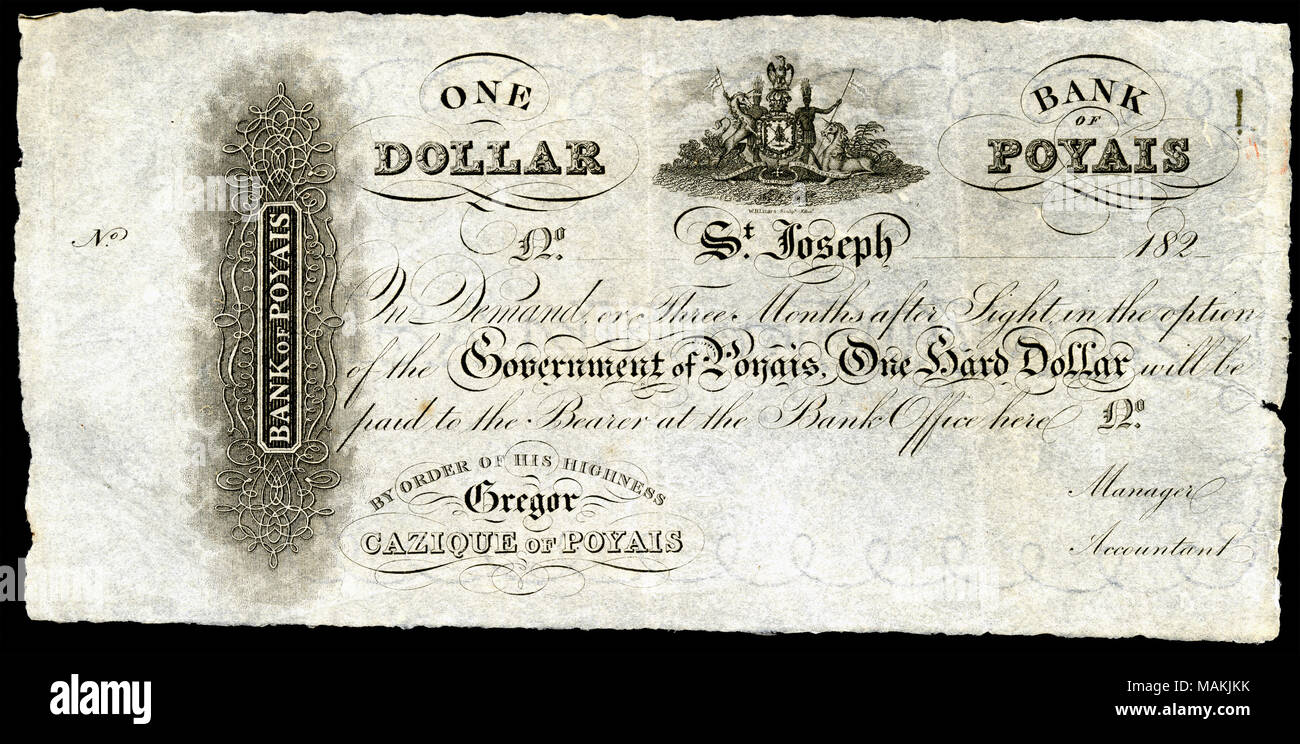 ONE
DOLLAR
BANK
OF
POYAIS
BANK OF POYAIS
Nº
Nº.
St. Joseph 182
On Demand, or Three Months after Sight, in the option
of the Government of Poyais, One Hard Dollar will be
paid to the Bearer at the Bank Office here Nº.
BY ORDER OF HIS HIGHNESS
Gregor
CAZIQUE OF POYAIS
Manager
Accountant
alamy
alamy
Image ID: MAKJKK
www.alamy.com